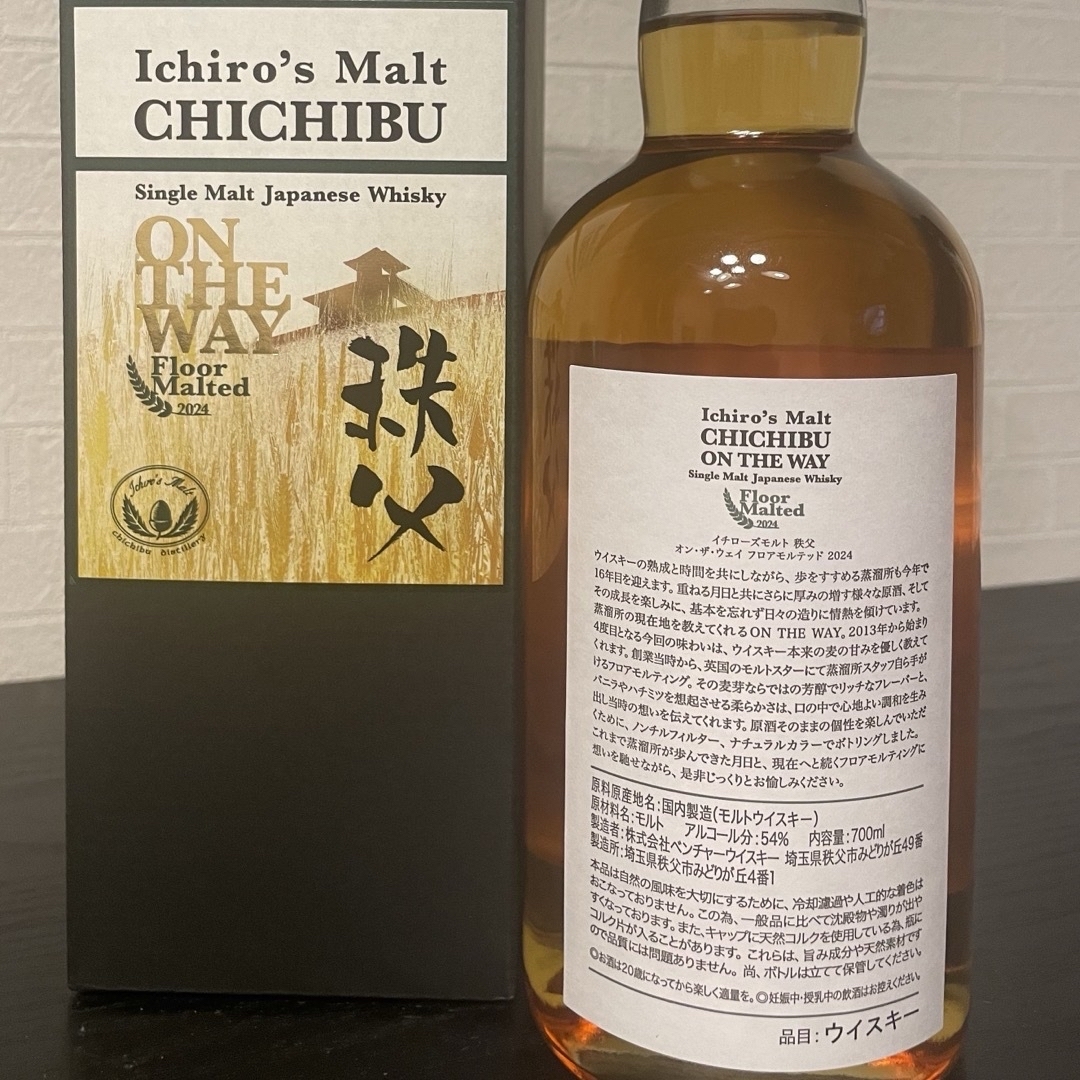 Ichiro's Malt
CHICHIBU
Single Malt Japanese Whisky
ON
THE
WAY
Floor
Malted
2024
秩父
Ichiro's Malt
chichibu distillery
Ichiro's Malt
CHICHIBU
ON THE WAY
Single Malt Japanese Whisky
Floor
Malted
2024
イチローズモルト 秩父
オン・ザ・ウェイ フロアモルテッド 2024
ウイスキーの熟成と時間を共にしながら、歩をすすめる蒸溜所も今年で
16年目を迎えます。重ねる月日と共にさらに厚みの増す様々な原酒、そして
その成長を楽しみに、基本を忘れず日々の造りに情熱を傾けています。
蒸溜所の現在地を教えてくれるON THE WAY。2013年から始まり
4度目となる今回の味わいは、ウイスキー本来の麦の甘みを優しく教えて
くれます。創業当時から、英国のモルトスターにて蒸溜所スタッフ自ら手が
けるフロアモルティング。その麦芽ならではの芳醇でリッチなフレーバーと、
バニラやハチミツを想起させる柔らかさは、口の中で心地よい調和を生み
出し当時の想いを伝えてくれます。原酒そのままの個性を楽しんでいただ
くために、ノンチルフィルター、ナチュラルカラーでボトリングしました。
これまで蒸溜所が歩んできた月日と、現在へと続くフロアモルティングに
想いを馳せながら、是非じっくりとお愉しみください。
原料原産地名：国内製造(モルトウイスキー)
原材料名：モルト アルコール分：54% 内容量：700ml
製造者：株式会社ベンチャーウイスキー 埼玉県秩父市みどりが丘49番
製造所：埼玉県秩父市みどりが丘4番1
本品は自然の風味を大切にするために、冷却濾過や人工的な着色は
おこなっておりません。この為、一般品に比べて沈殿物や濁りが出や
すくなっております。また、キャップに天然コルクを使用している為、瓶に
コルク片が入ることがあります。これらは、旨み成分や天然素材です
ので品質には問題ありません。尚、ボトルは立てて保管してください。
◎お酒は20歳になってから楽しく適量を。◎妊娠中・授乳中の飲酒はお控えください。
品目：ウイスキー